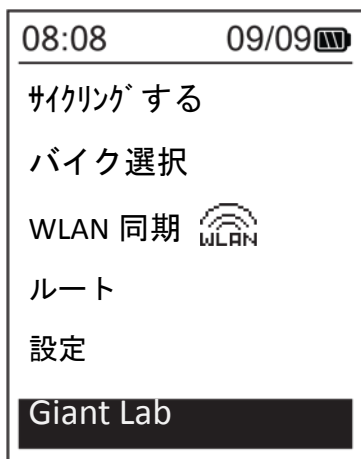 08:08 09/09
ｻｲｸﾘﾝｸﾞする
バイク選択
WLAN 同期 WLAN
ルート
設定
Giant Lab